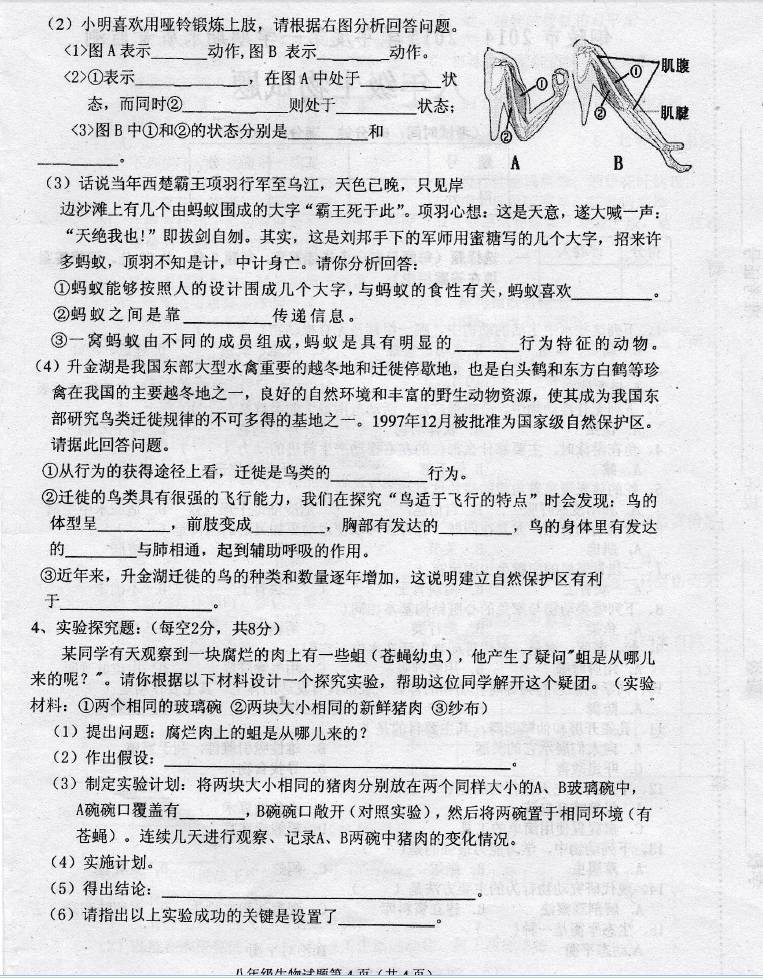 （2）小明喜欢用哑铃锻炼上肢，请根据右图分析回答问题。
<1>图 A 表示______动作,图 B 表示______动作。
<2>①表示____________，在图 A 中处于________状
态，而同时②__________则处于________状态；
<3>图 B 中①和②的状态分别是________和
________。
① ② A
① ② B 肌腹 肌腱
（3）话说当年西楚霸王项羽行军至乌江，天色已晚，只见岸
边沙滩上有几个由蚂蚁围成的大字“霸王死于此”。项羽心想：这是天意，遂大喊一声：
“天绝我也！”即拔剑自刎。其实，这是刘邦手下的军师用蜜糖写的几个大字，招来许
多蚂蚁，项羽不知是计，中计身亡。请你分析回答：
①蚂蚁能够按照人的设计围成几个大字，与蚂蚁的食性有关,蚂蚁喜欢________。
②蚂蚁之间是靠________传递信息。
③一窝蚂蚁由不同的成员组成,蚂蚁是具有明显的______行为特征的动物。
（4）升金湖是我国东部大型水禽重要的越冬地和迁徙停歇地，也是白头鹤和东方白鹤等珍
禽在我国的主要越冬地之一，良好的自然环境和丰富的野生动物资源，使其成为我国东
部研究鸟类迁徙规律的不可多得的基地之一。1997年12月被批准为国家级自然保护区。
请据此回答问题。
①从行为的获得途径上看，迁徙是鸟类的__________行为。
②迁徙的鸟类具有很强的飞行能力，我们在探究“鸟适于飞行的特点”时会发现：鸟的
体型呈_______，前肢变成_______，胸部有发达的_______，鸟的身体里有发达
的_______与肺相通，起到辅助呼吸的作用。
③近年来，升金湖迁徙的鸟的种类和数量逐年增加，这说明建立自然保护区有利
于______________。
4、实验探究题：（每空2分，共8分）
某同学有天观察到一块腐烂的肉上有一些蛆（苍蝇幼虫），他产生了疑问"蛆是从哪儿
来的呢？"。请你根据以下材料设计一个探究实验，帮助这位同学解开这个疑团。（实验
材料：①两个相同的玻璃碗 ②两块大小相同的新鲜猪肉 ③纱布）
（1）提出问题：腐烂肉上的蛆是从哪儿来的？
（2）作出假设：__________________________________。
（3）制定实验计划：将两块大小相同的猪肉分别放在两个同样大小的A、B玻璃碗中，
A碗碗口覆盖有______,B碗碗口敞开(对照实验)，然后将两碗置于相同环境（有
苍蝇）。连续几天进行观察、记录A、B两碗中猪肉的变化情况。
（4）实施计划。
（5）得出结论：______________________________。
（6）请指出以上实验成功的关键是设置了_________。
八年级生物试题第 4 页（共 4 页）